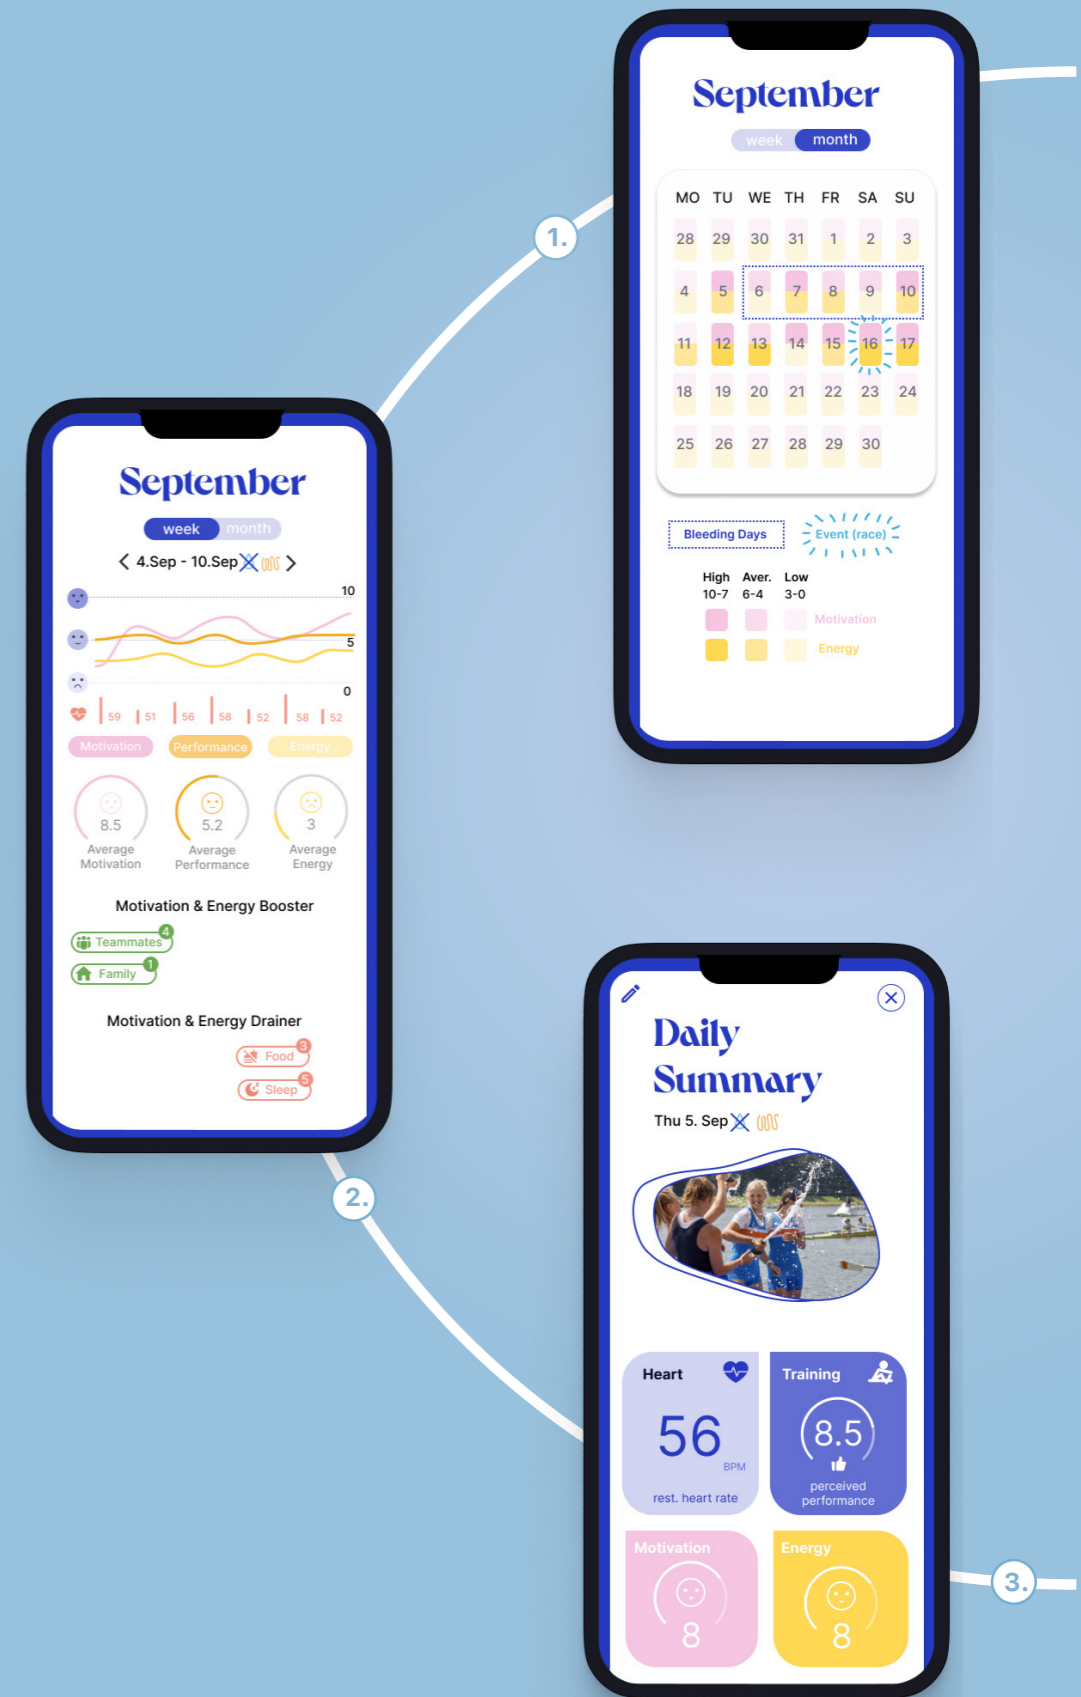 September
week month
MO TU WE TH FR SA SU
28 29 30 31 1 2 3
4 5 6 7 8 9 10
11 12 13 14 15 16 17
18 19 20 21 22 23 24
25 26 27 28 29 30
Bleeding Days
Event (race)
High Aver. Low
10-7 6-4 3-0
Motivation
Energy
1.
September
week month
4.Sep - 10.Sep
10
5
0
59 51 56 58 52 58 52
Motivation Performance Energy
8.5 5.2 3
Average Average Average
Motivation Performance Energy
Motivation & Energy Booster
Teammates 4
Family 1
Motivation & Energy Drainer
Food 3
Sleep 5
2.
Daily
Summary
Thu 5. Sep
Heart
56
BPM
rest. heart rate
Training
8.5
perceived
performance
Motivation
8
Energy
8
3.